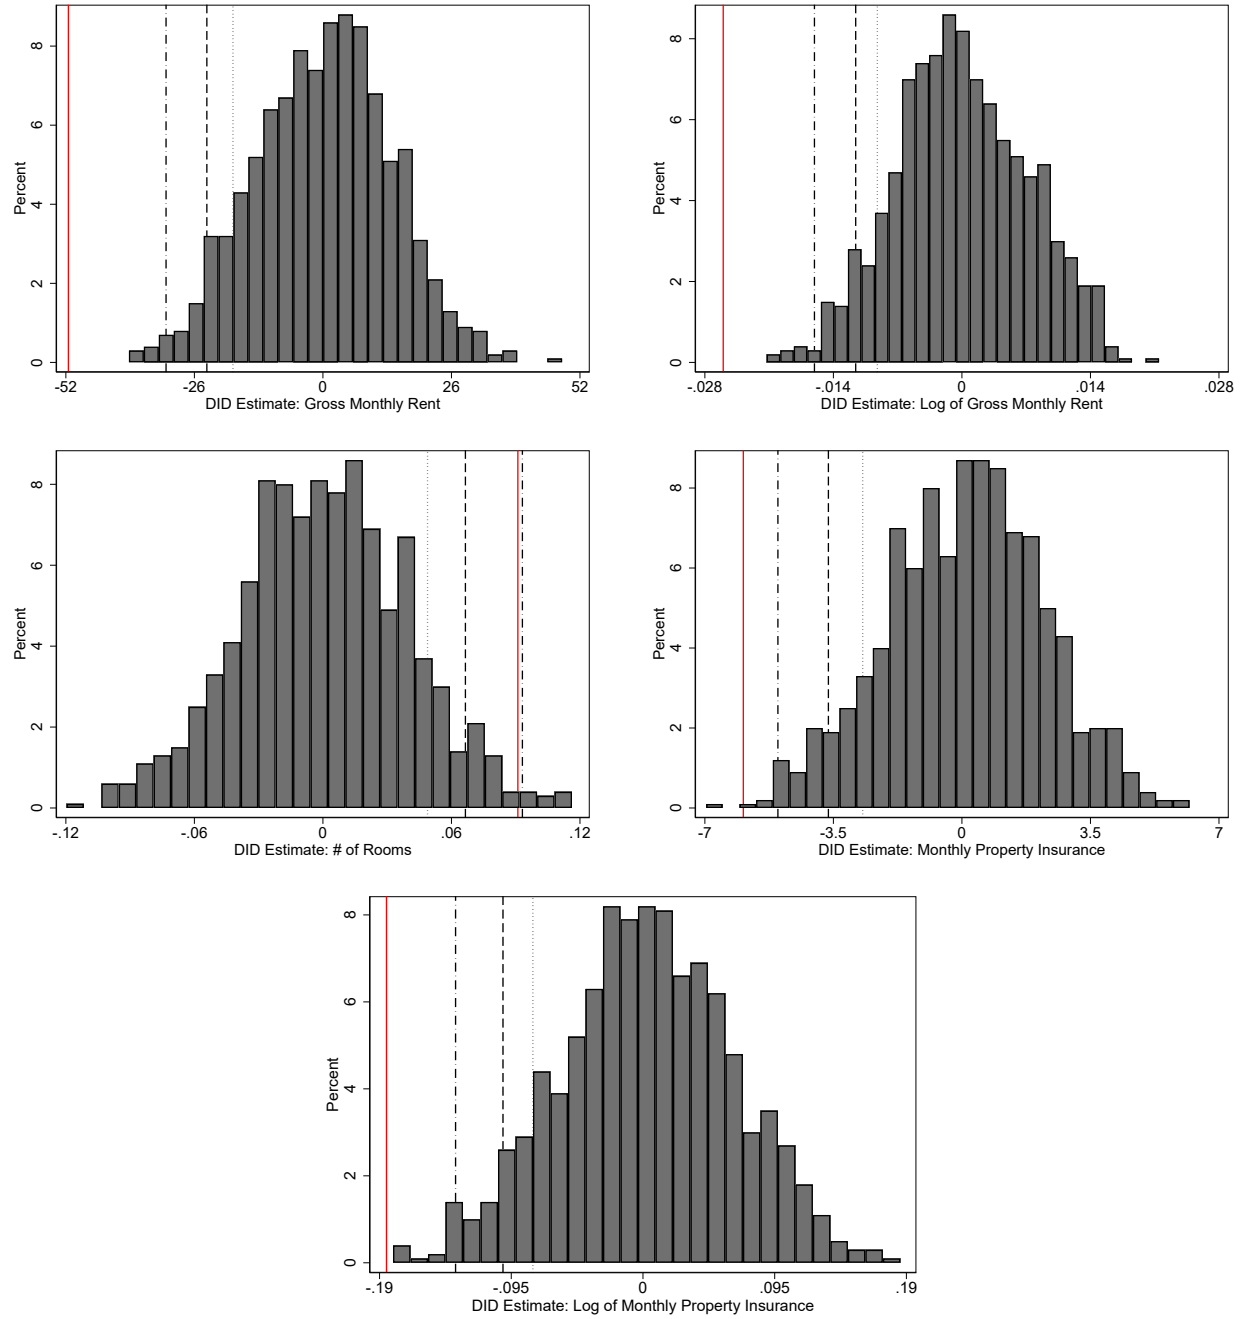 Percent
8
6
4
2
0
-52 -26 0 26 52
DID Estimate: Gross Monthly Rent
Percent
8
6
4
2
0
-.028 -.014 0 .014 .028
DID Estimate: Log of Gross Monthly Rent
Percent
8
6
4
2
0
-.12 -.06 0 .06 .12
DID Estimate: # of Rooms
Percent
8
6
4
2
0
-7 -3.5 0 3.5 7
DID Estimate: Monthly Property Insurance
Percent
8
6
4
2
0
-.19 -.095 0 .095 .19
DID Estimate: Log of Monthly Property Insurance